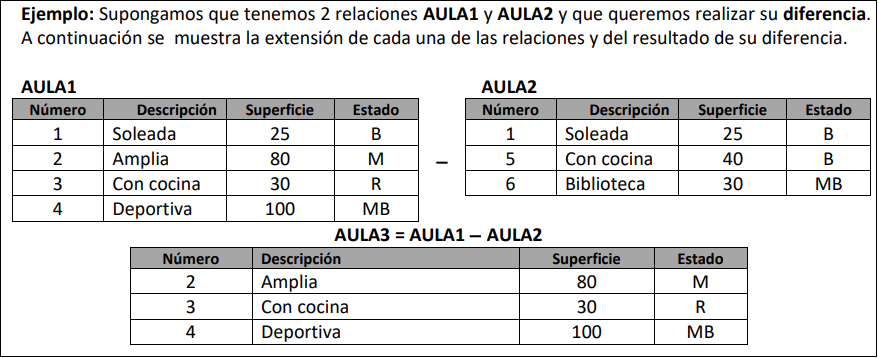 Ejemplo: Supongamos que tenemos 2 relaciones AULA1 y AULA2 y que queremos realizar su diferencia.
A continuación se muestra la extensión de cada una de las relaciones y del resultado de su diferencia.
AULA1
Número Descripción Superficie Estado
1 Soleada 25 B
2 Amplia 80 M
3 Con cocina 30 R
4 Deportiva 100 MB
–
AULA2
Número Descripción Superficie Estado
1 Soleada 25 B
5 Con cocina 40 B
6 Biblioteca 30 MB
AULA3 = AULA1 – AULA2
Número Descripción Superficie Estado
2 Amplia 80 M
3 Con cocina 30 R
4 Deportiva 100 MB